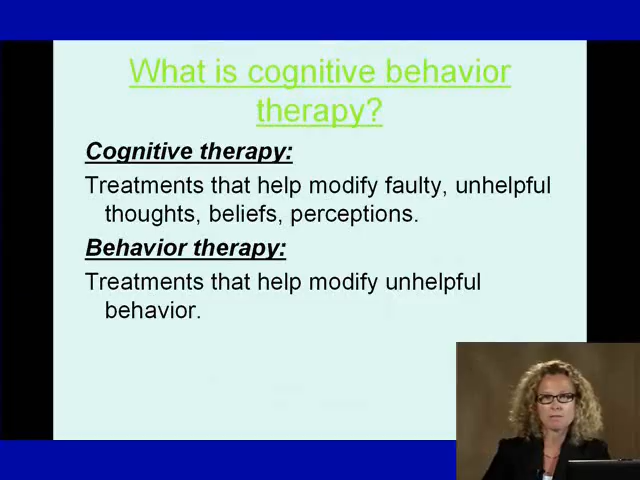 What is cognitive behavior
therapy?
Cognitive therapy:
Treatments that help modify faulty, unhelpful
thoughts, beliefs, perceptions.
Behavior therapy:
Treatments that help modify unhelpful
behavior.